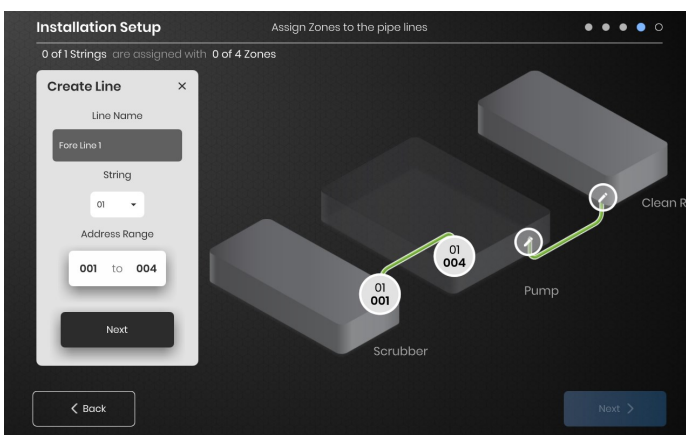 Installation Setup
Assign Zones to the pipe lines
0 of 1 Strings are assigned with 0 of 4 Zones
Create Line
Line Name
Fore Line 1
String
01
Address Range
001 to 004
Next
01
004
01
001
Clean R
Pump
Scrubber
Back
Next